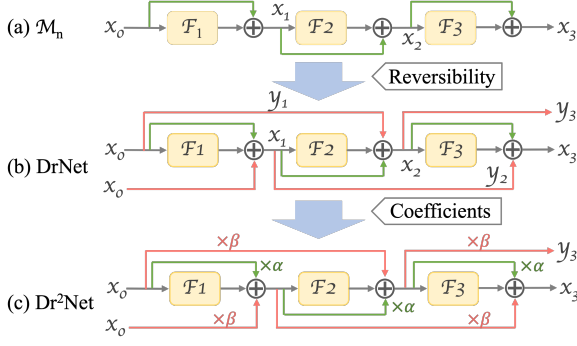 (a) ℳn x₀ ℱ₁ x₁ ℱ2 x₂ ℱ3 x₃
Reversibility
y₁ y₃
(b) DrNet x₀ ℱ1 x₁ ℱ2 x₂ ℱ3 x₃
x₀ y₂
Coefficients
×β ×β y₃
×α ×α
(c) Dr²Net x₀ ℱ1 ℱ2 ℱ3 x₃
×α
x₀ ×β ×β